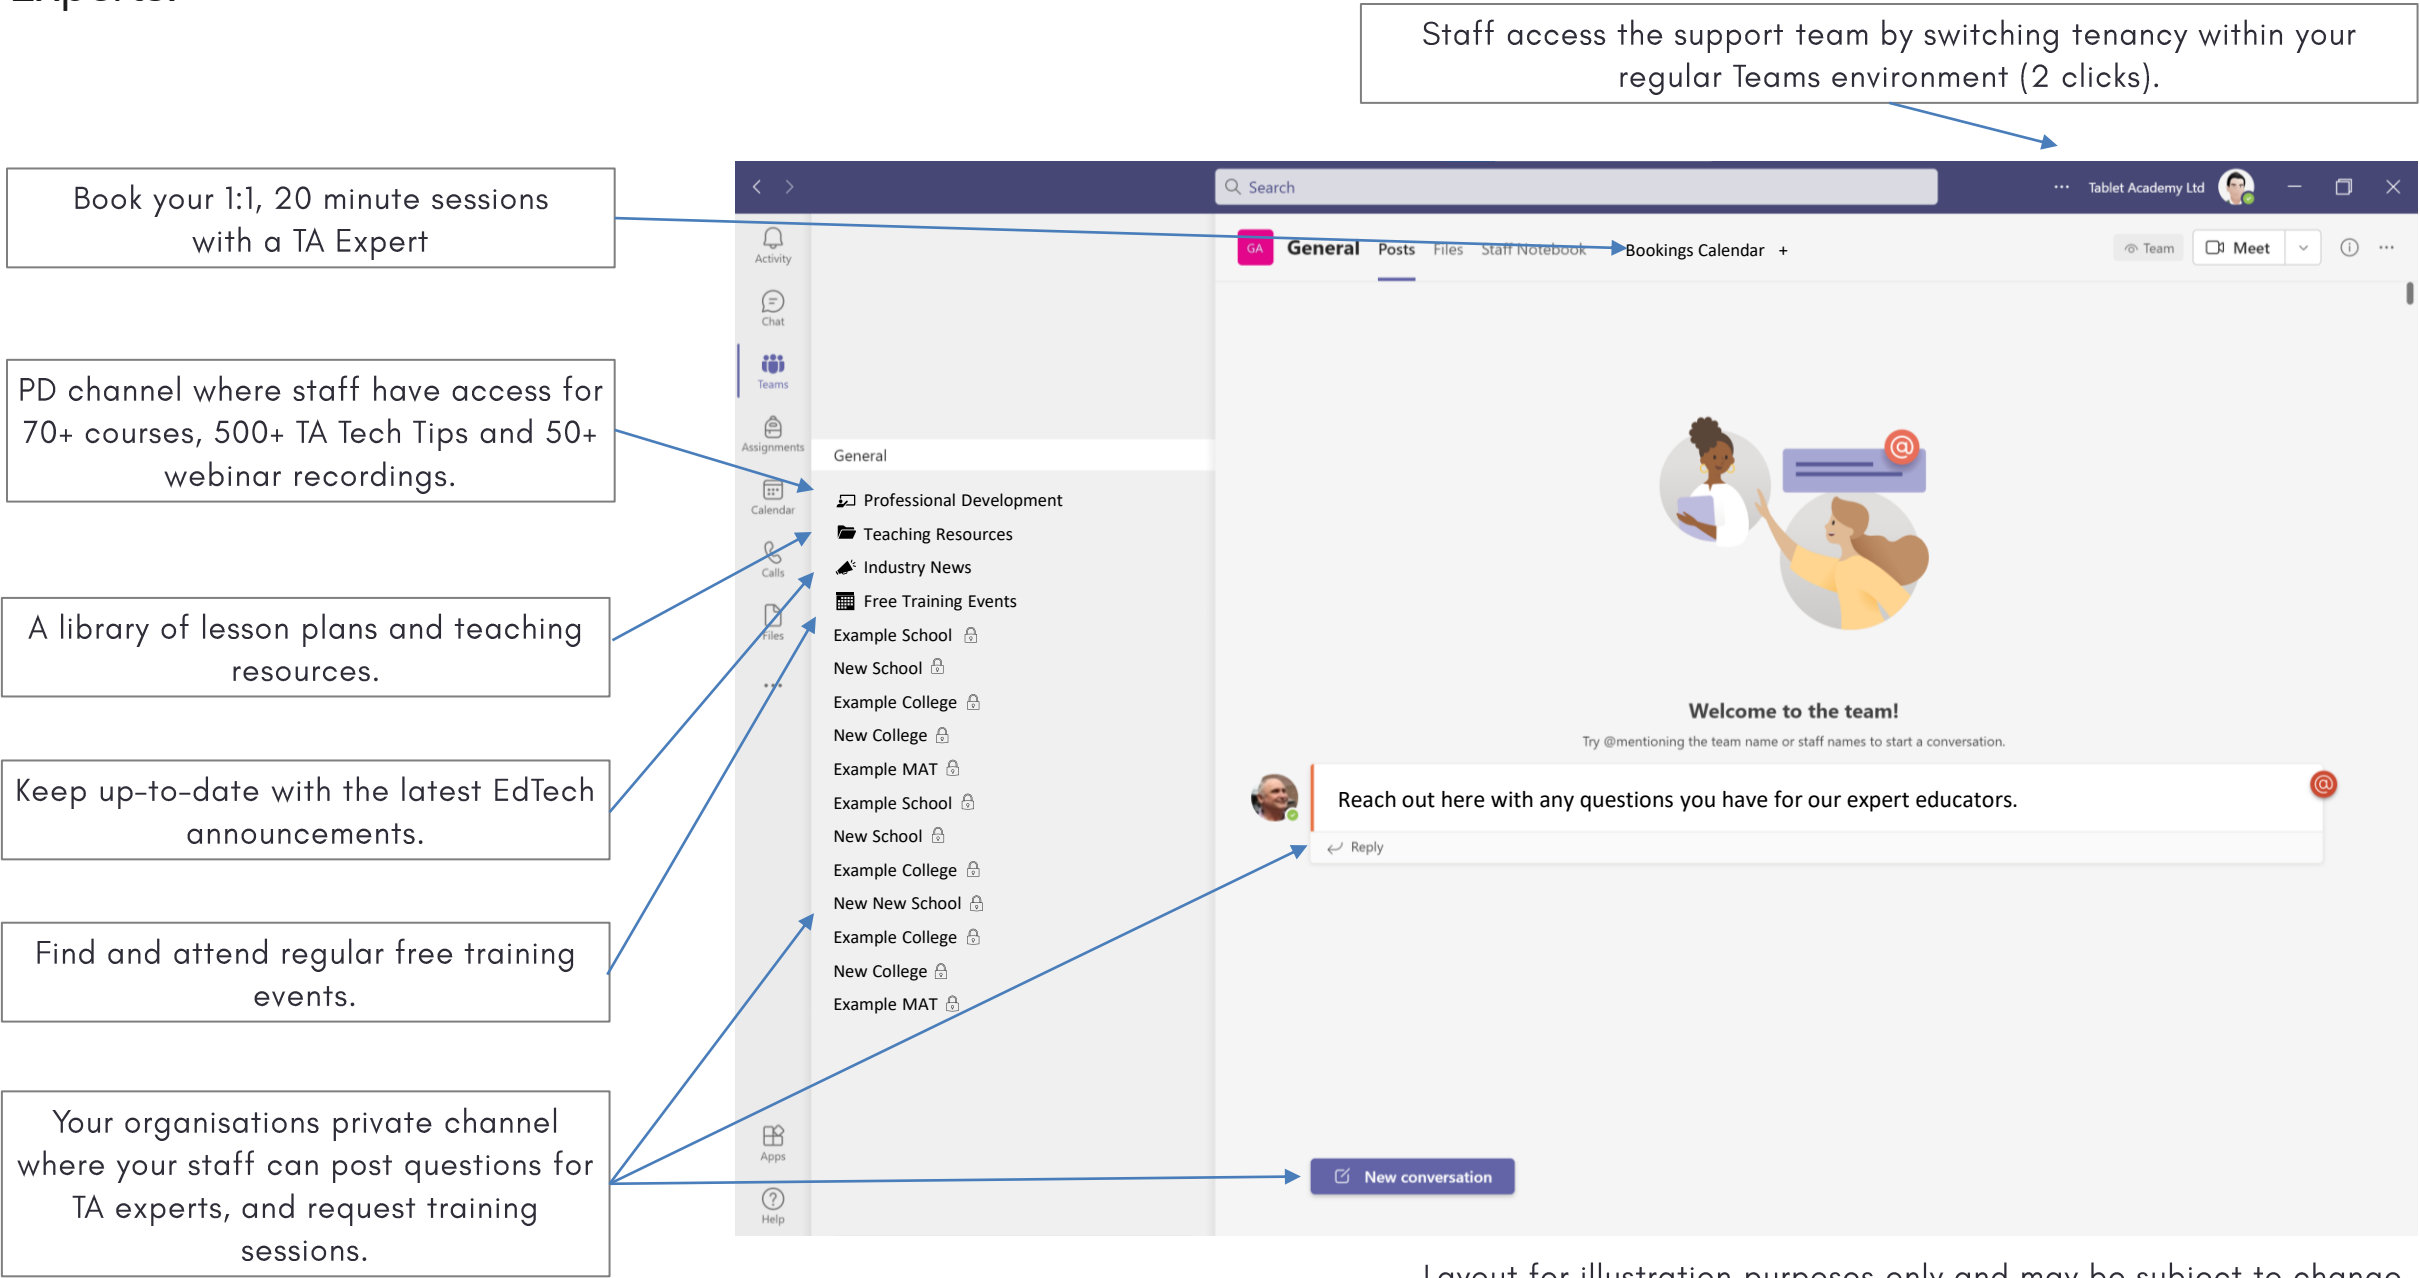 Experts.
Staff access the support team by switching tenancy within your
regular Teams environment (2 clicks).
Book your 1:1, 20 minute sessions
with a TA Expert
PD channel where staff have access for
70+ courses, 500+ TA Tech Tips and 50+
webinar recordings.
A library of lesson plans and teaching
resources.
Keep up-to-date with the latest EdTech
announcements.
Find and attend regular free training
events.
Your organisations private channel
where your staff can post questions for
TA experts, and request training
sessions.
Search
Tablet Academy Ltd
Activity
Chat
Teams
Assignments
Calendar
Calls
Files
Apps
Help
General
Professional Development
Teaching Resources
Industry News
Free Training Events
Example School
New School
Example College
New College
Example MAT
Example School
New School
Example College
New New School
Example College
New College
Example MAT
GA General Posts Files Staff Notebook Bookings Calendar +
Team Meet
@
Welcome to the team!
Try @mentioning the team name or staff names to start a conversation.
Reach out here with any questions you have for our expert educators.
@
Reply
New conversation
Layout for illustration purposes only and may be subject to change